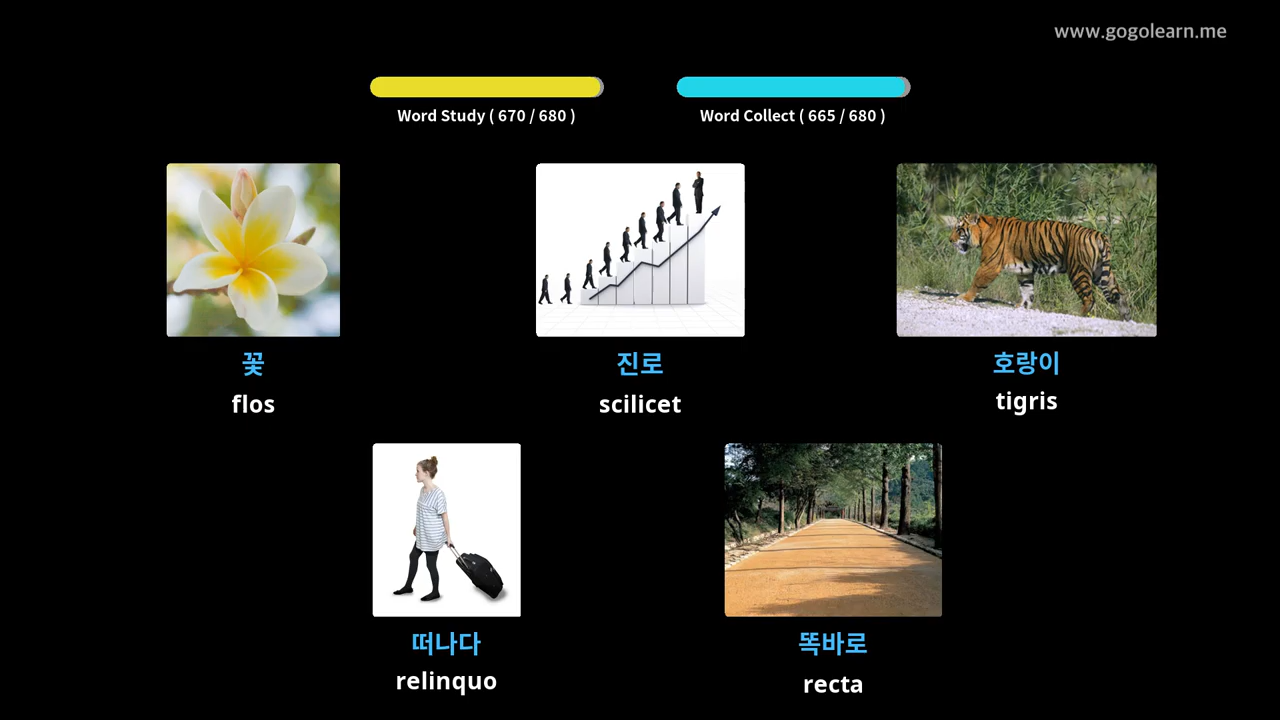 www.gogolearn.me
Word Study ( 670 / 680 )
Word Collect ( 665 / 680 )
꽃
flos
진로
scilicet
호랑이
tigris
떠나다
relinquo
똑바로
recta